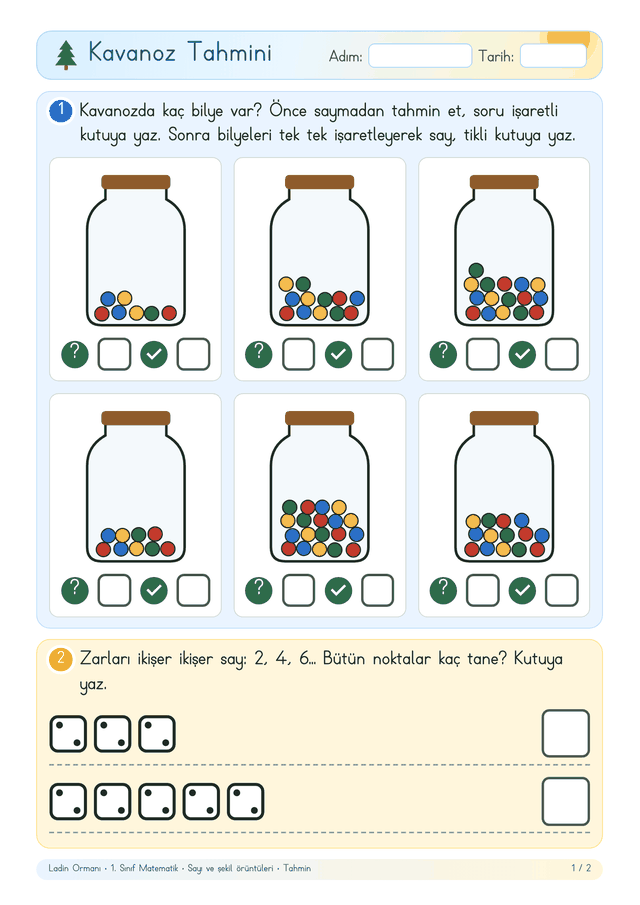 Kavanoz Tahmini
Adım:
Tarih:
1 Kavanozda kaç bilye var? Önce saymadan tahmin et, soru işaretli
kutuya yaz. Sonra bilyeleri tek tek işaretleyerek say, tikli kutuya yaz.
? ? ?
? ? ?
2 Zarları ikişer ikişer say: 2, 4, 6... Bütün noktalar kaç tane? Kutuya
yaz.
Ladin Ormanı • 1. Sınıf Matematik • Sayı ve şekil örüntüleri • Tahmin
1 / 2